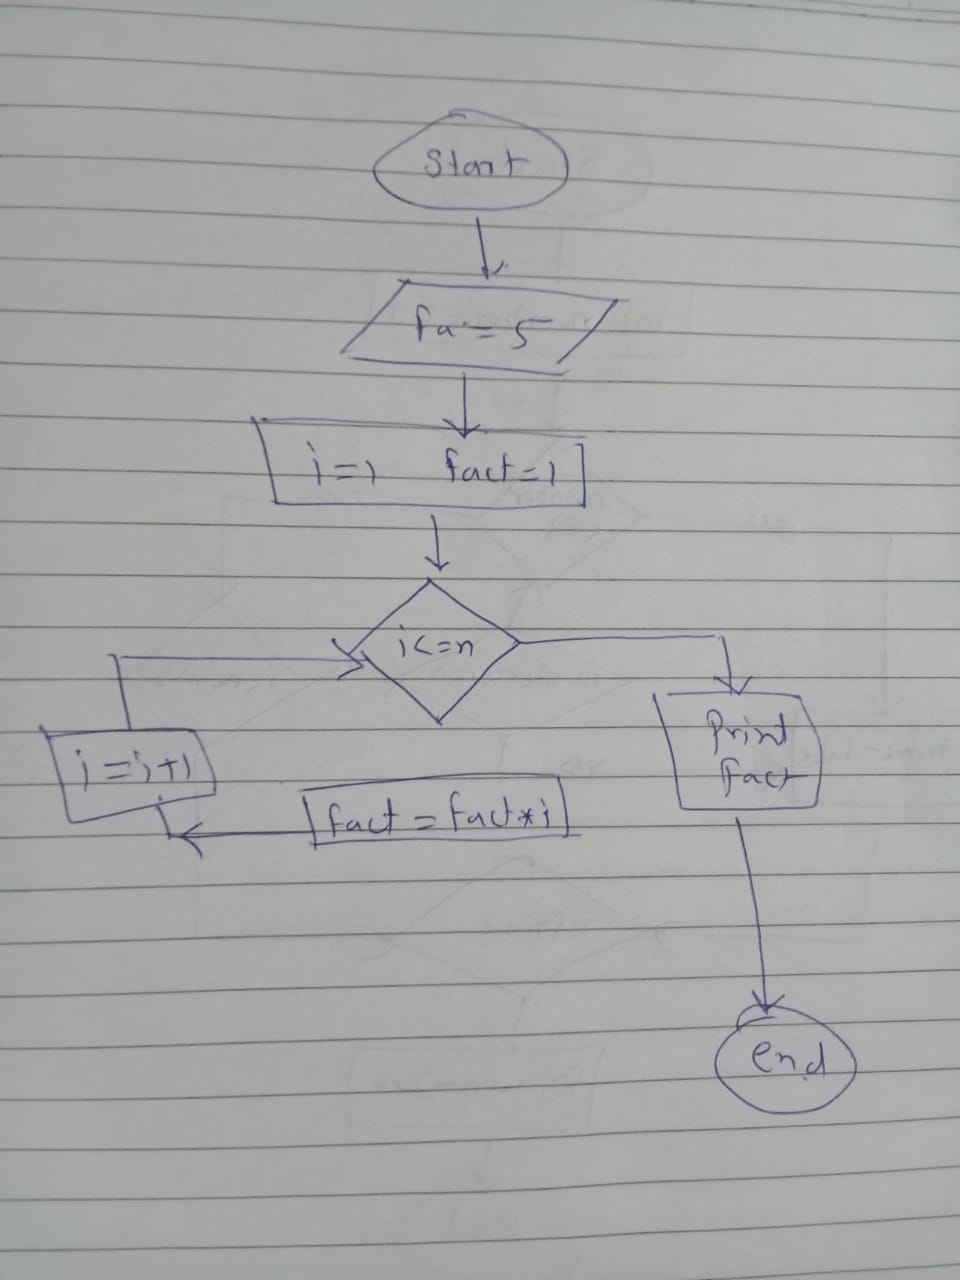 Start
fa = 5
i=1 fact=1
i<=n
Print
fact
i=i+1
fact = fact*i
end